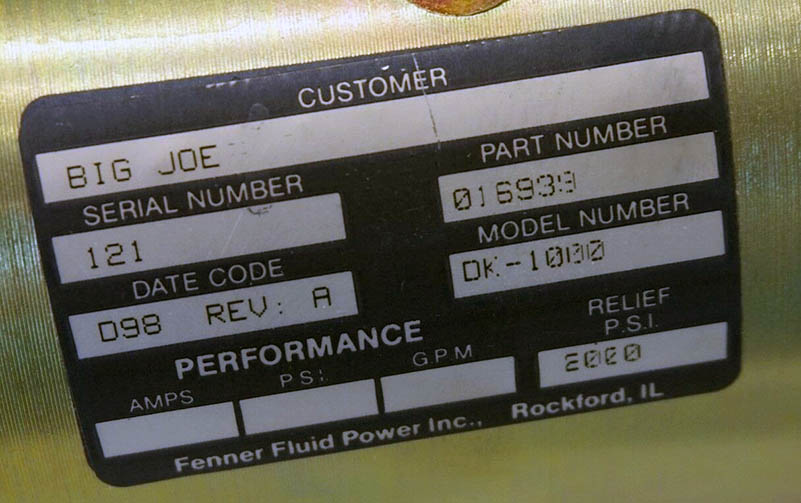 CUSTOMER
BIG JOE
SERIAL NUMBER
121
PART NUMBER
016939
DATE CODE
D98 REV: A
MODEL NUMBER
DK-1000
PERFORMANCE
AMPS
P.S.I.
G.P.M
RELIEF
P.S.I.
2000
Fenner Fluid Power Inc., Rockford, IL